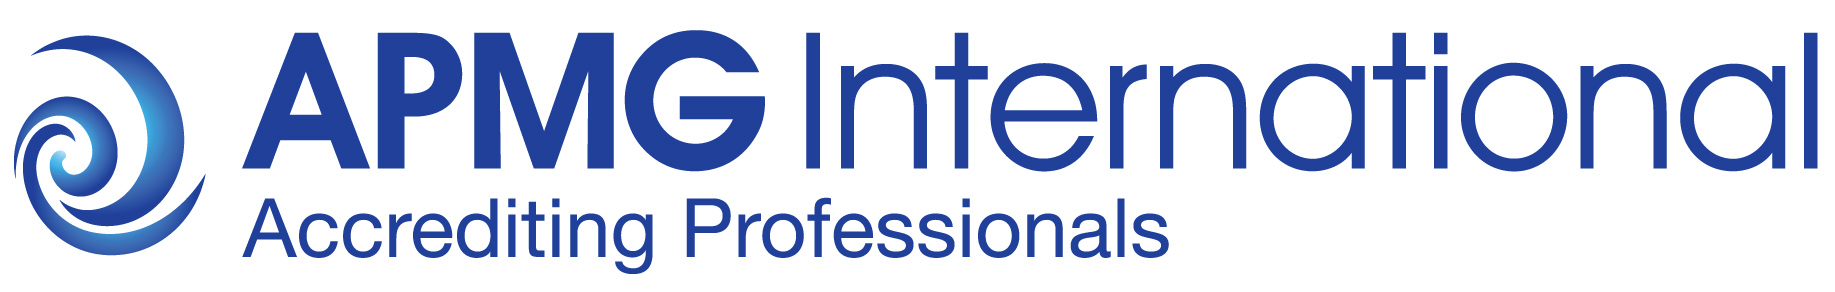 APMG International
Accrediting Professionals